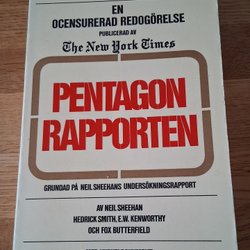 EN
OCENSURERAD REDOGÖRELSE
PUBLICERAD AV
The New York Times
PENTAGON
RAPPORTEN
GRUNDAD PÅ NEIL SHEEHANS UNDERSÖKNINGSRAPPORT
AV NEIL SHEEHAN
HEDRICK SMITH, E.W. KENWORTHY
OCH FOX BUTTERFIELD